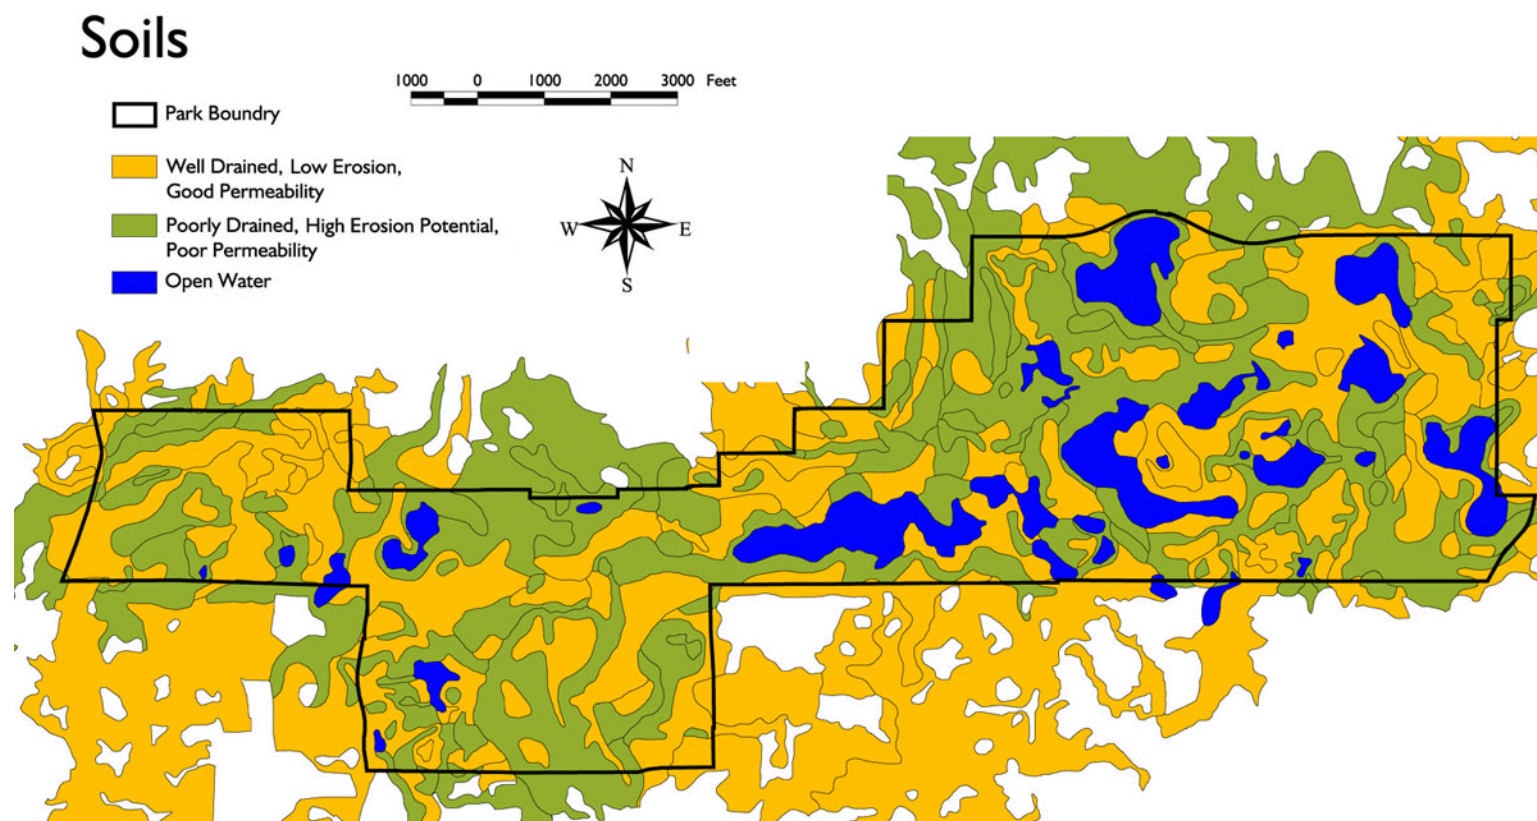 Soils
1000 0 1000 2000 3000 Feet
Park Boundry
Well Drained, Low Erosion,
Good Permeability
Poorly Drained, High Erosion Potential,
Poor Permeability
Open Water
N
W E
S